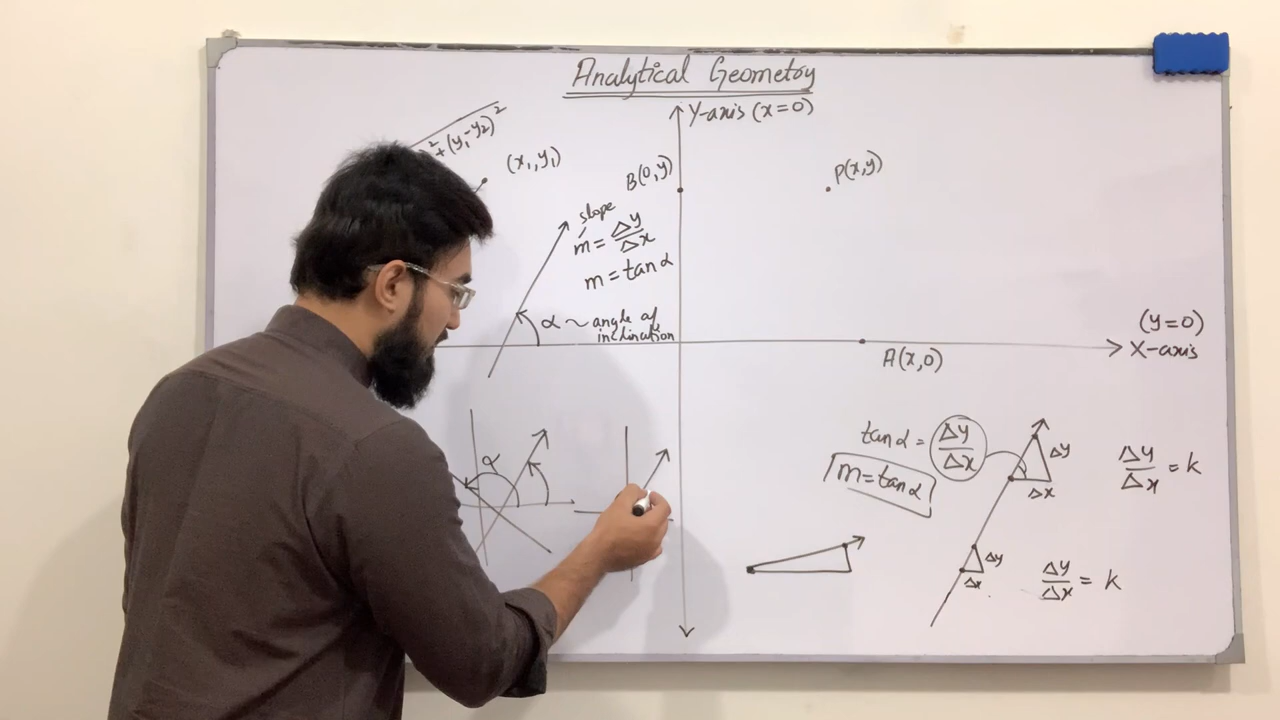 Analytical Geometry
Y-axis (x=0)
² + (y₁-y₂)²
(x₁,y₁)
B(0,y)
P(x,y)
slope
m = Δy/Δx
m = tan α
α ~ angle of
inclination
(y=0)
X-axis
A(x,0)
α
tan α = Δy/Δx
m = tan α
Δy
Δx
Δy/Δx = k
Δy
Δx
Δy/Δx = k